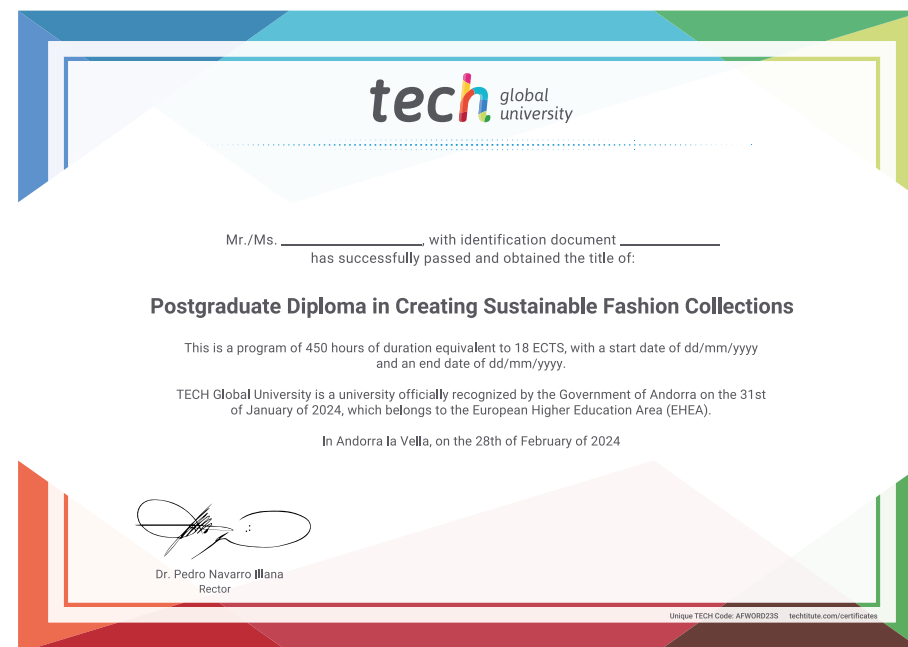 tech global university
Mr./Ms. ____________, with identification document ____________
has successfully passed and obtained the title of:
Postgraduate Diploma in Creating Sustainable Fashion Collections
This is a program of 450 hours of duration equivalent to 18 ECTS, with a start date of dd/mm/yyyy
and an end date of dd/mm/yyyy.
TECH Global University is a university officially recognized by the Government of Andorra on the 31st
of January of 2024, which belongs to the European Higher Education Area (EHEA).
In Andorra la Vella, on the 28th of February of 2024
Dr. Pedro Navarro Illana
Rector
Unique TECH Code: AFWORD23S techtitute.com/certificates